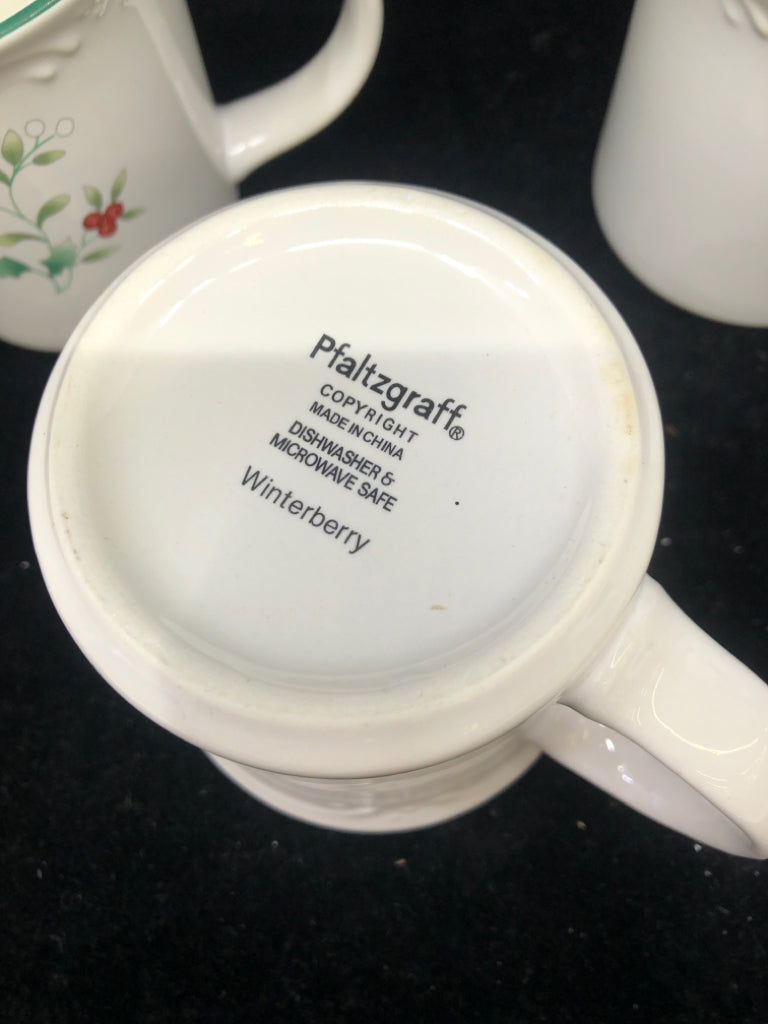 Pfaltzgraff®
COPYRIGHT
MADE IN CHINA
DISHWASHER &
MICROWAVE SAFE
Winterberry